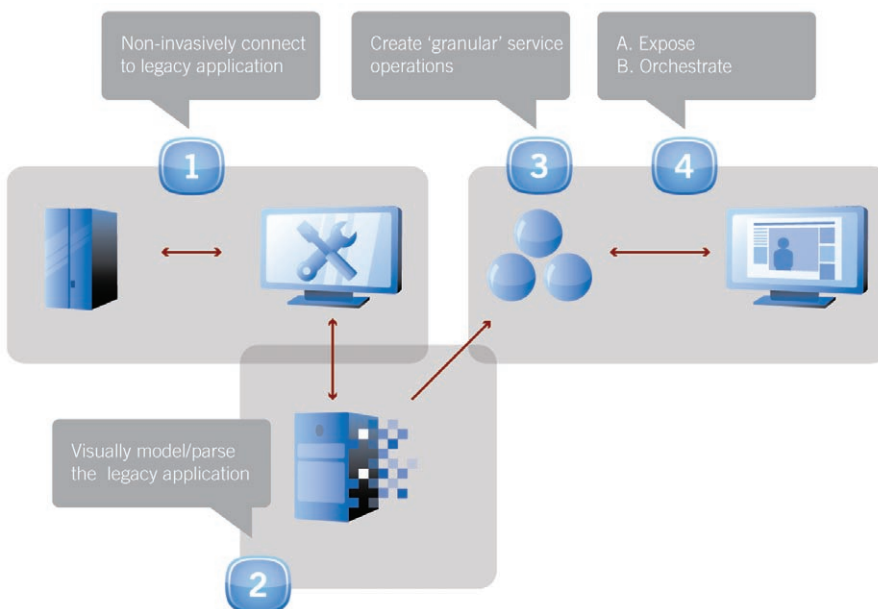 Non-invasively connect
to legacy application
1
Create ‘granular’ service
operations
3
A. Expose
B. Orchestrate
4
Visually model/parse
the legacy application
2